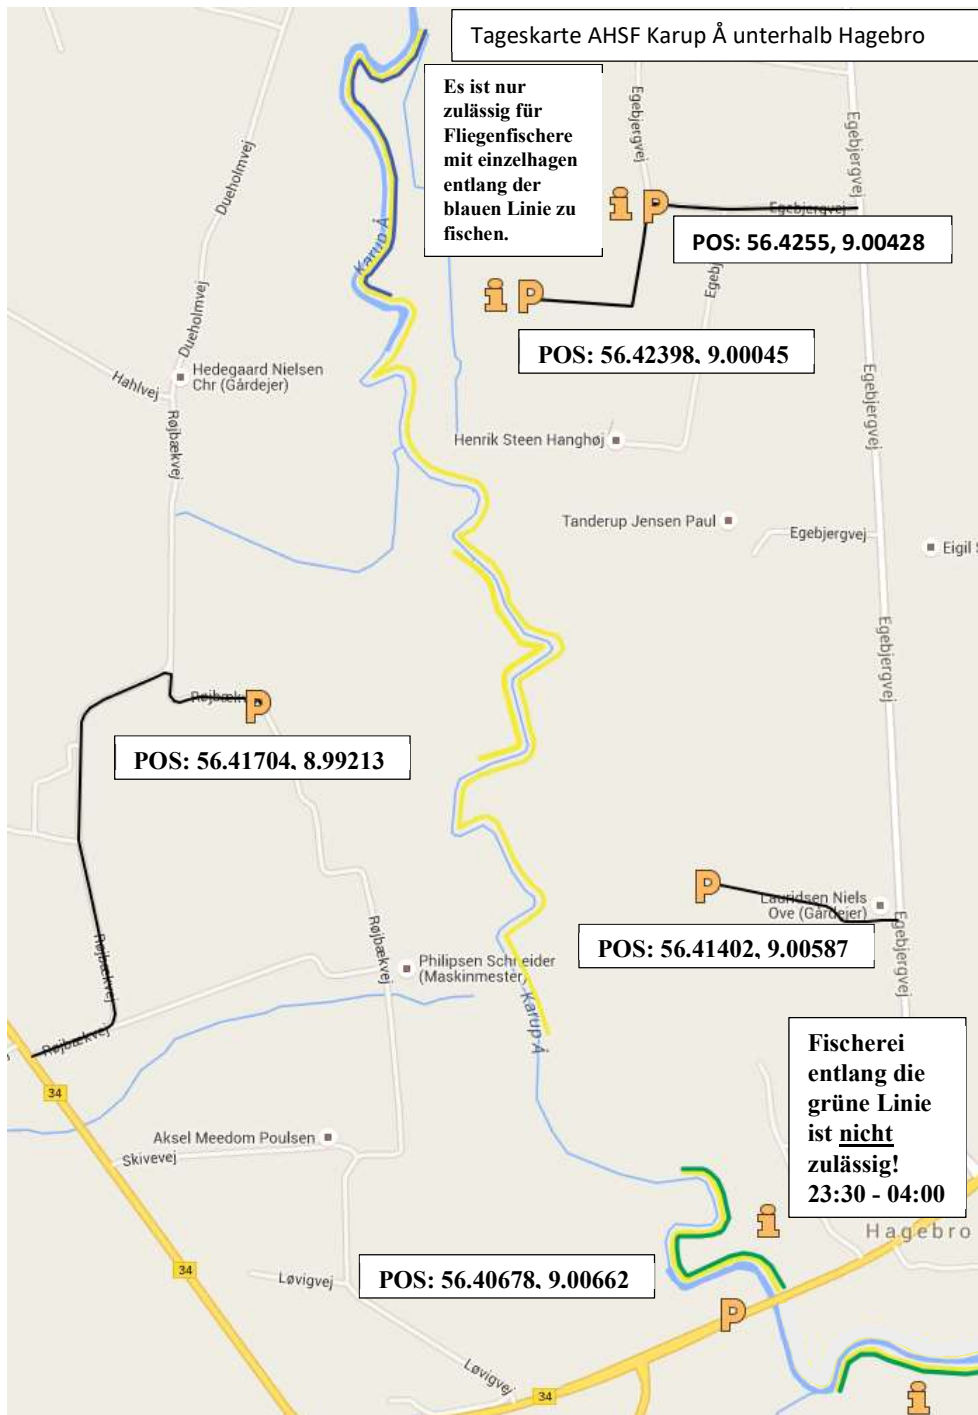 Tageskarte AHSF Karup Å unterhalb Hagebro
Es ist nur
zulässig für
Fliegenfischere
mit einzelhagen
entlang der
blauen Linie zu
fischen.
Egebjergvej
Egebjergvej
Dueholmvej
Dueholmvej
Karup Å
i P
Egebjergvej
Egebjergvej
POS: 56.4255, 9.00428
i P
POS: 56.42398, 9.00045
Hedegaard Nielsen
Chr (Gårdejer)
Hahlvej
Røjbækvej
Egebjergvej
Henrik Steen Hanghøj
Tanderup Jensen Paul
Egebjergvej
Eigil
Egebjergvej
P
POS: 56.41704, 8.99213
P
Lauridsen Niels
Ove (Gårdejer)
Egebjergvej
POS: 56.41402, 9.00587
Røjbækvej
Røjbækvej
Philipsen Schneider
(Maskinmester)
Karup Å
Røjbækvej
34
Fischerei
entlang die
grüne Linie
ist nicht
zulässig!
23:30 - 04:00
Aksel Meedom Poulsen
Skivevej
i
Hagebro
34
Løvigvej
POS: 56.40678, 9.00662
P
Løvigvej
34
i